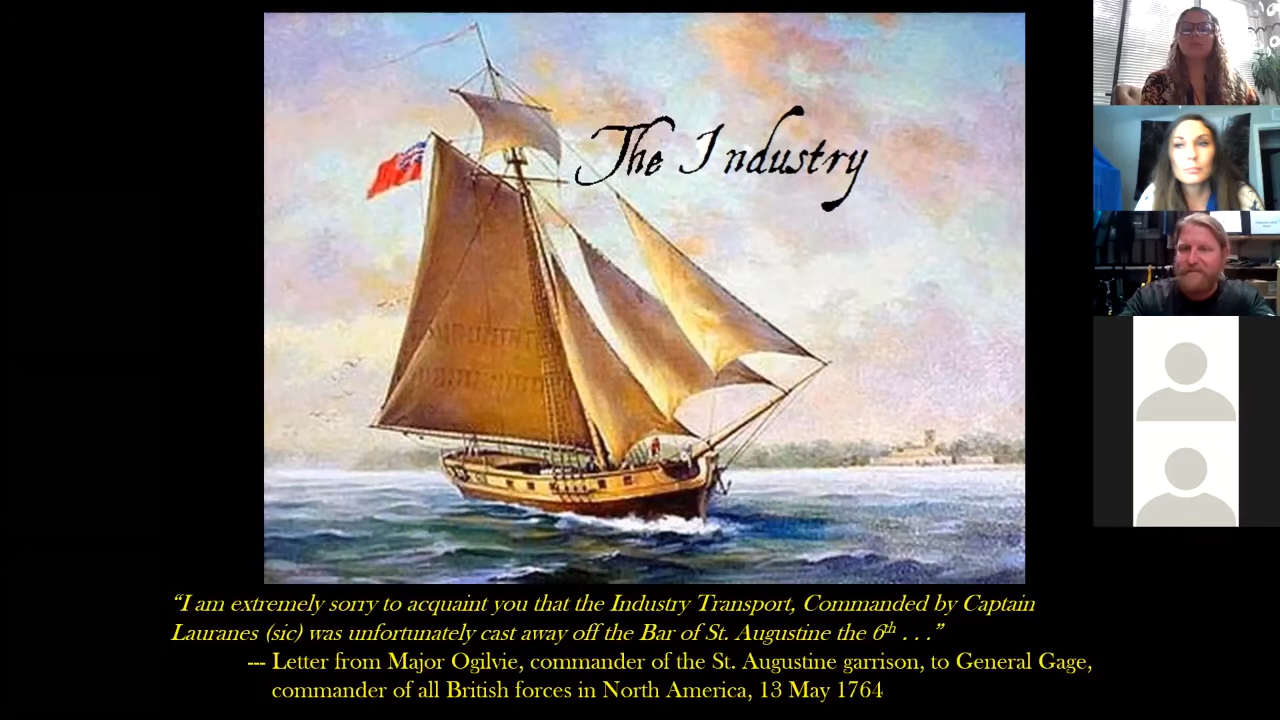 The Industry
“I am extremely sorry to acquaint you that the Industry Transport, Commanded by Captain
Lauranes (sic) was unfortunately cast away off the Bar of St. Augustine the 6th . . .”
--- Letter from Major Ogilvie, commander of the St. Augustine garrison, to General Gage,
commander of all British forces in North America, 13 May 1764